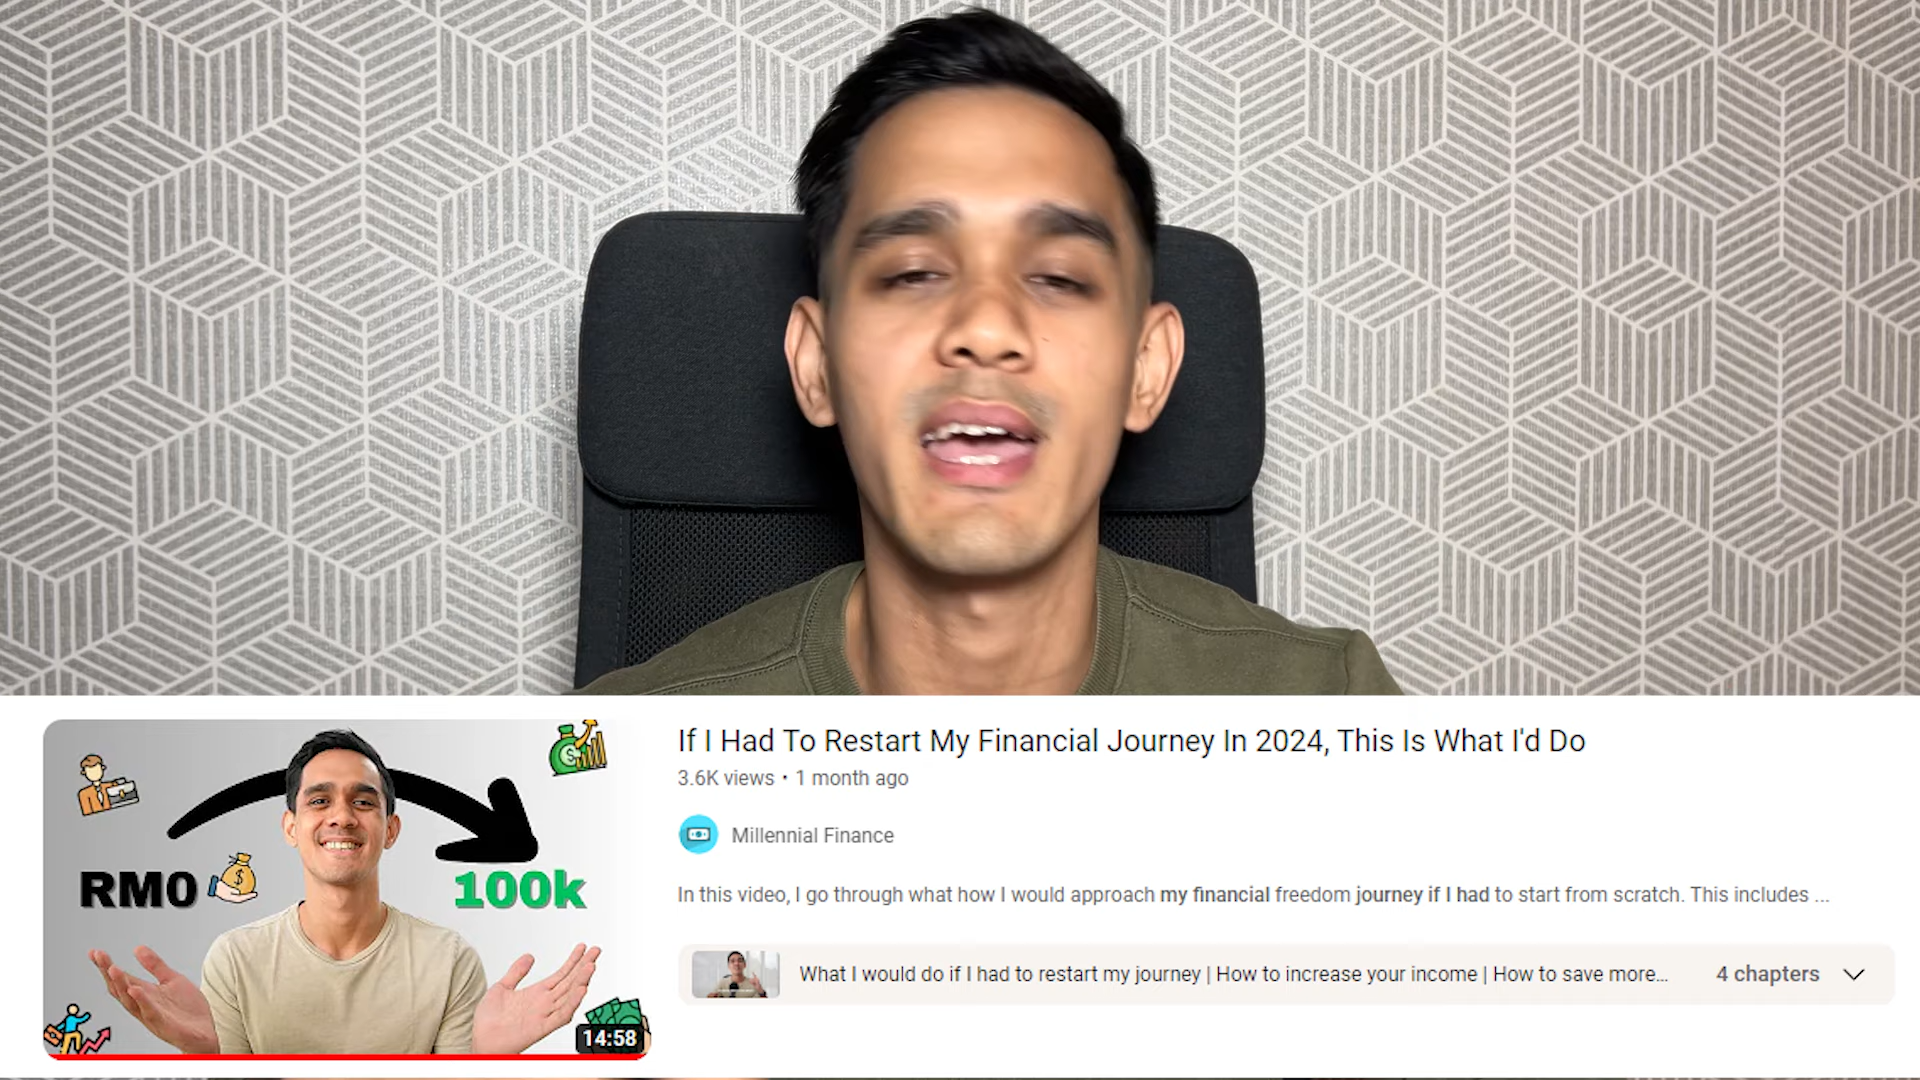 If I Had To Restart My Financial Journey In 2024, This Is What I'd Do
3.6K views • 1 month ago
Millennial Finance
In this video, I go through what how I would approach my financial freedom journey if I had to start from scratch. This includes ...
What I would do if I had to restart my journey | How to increase your income | How to save more...
4 chapters
RM0
100k
14:58